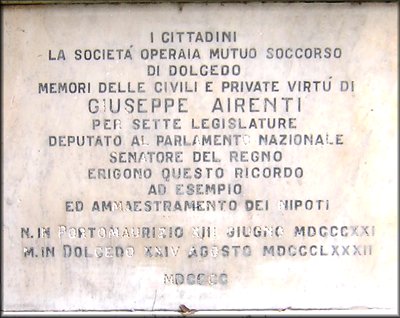 I CITTADINI
LA SOCIETÁ OPERAIA MUTUO SOCCORSO
DI DOLCEDO
MEMORI DELLE CIVILI E PRIVATE VIRTÚ DI
GIUSEPPE AIRENTI
PER SETTE LEGISLATURE
DEPUTATO AL PARLAMENTO NAZIONALE
SENATORE DEL REGNO
ERIGONO QUESTO RICORDO
AD ESEMPIO
ED AMMAESTRAMENTO DEI NIPOTI
N. IN PORTOMAURIZIO XIII GIUGNO MDCCCXXI
M. IN DOLCEDO XXIV AGOSTO MDCCCLXXXII
MDCCCC